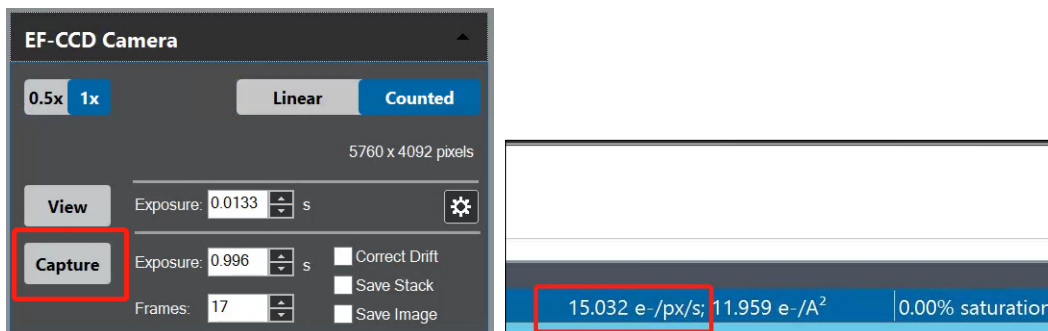 EF-CCD Camera
0.5x 1x Linear Counted
5760 x 4092 pixels
View Exposure: 0.0133 s
Capture Exposure: 0.996 s Correct Drift
Save Stack
Frames: 17 Save Image
15.032 e-/px/s; 11.959 e-/A² 0.00% saturation